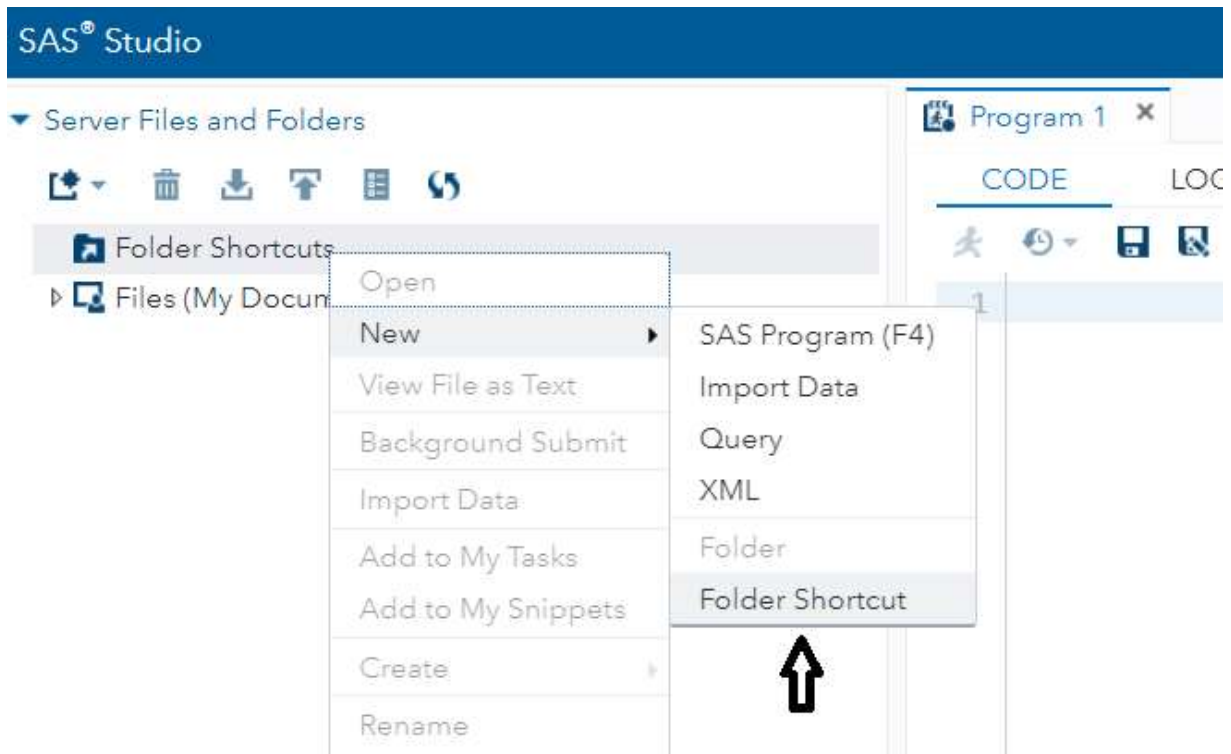 SAS® Studio
Server Files and Folders
Program 1
CODE LOG
Folder Shortcuts
Files (My Docum
1
Open
New
View File as Text
Background Submit
Import Data
Add to My Tasks
Add to My Snippets
Create
Rename
SAS Program (F4)
Import Data
Query
XML
Folder
Folder Shortcut